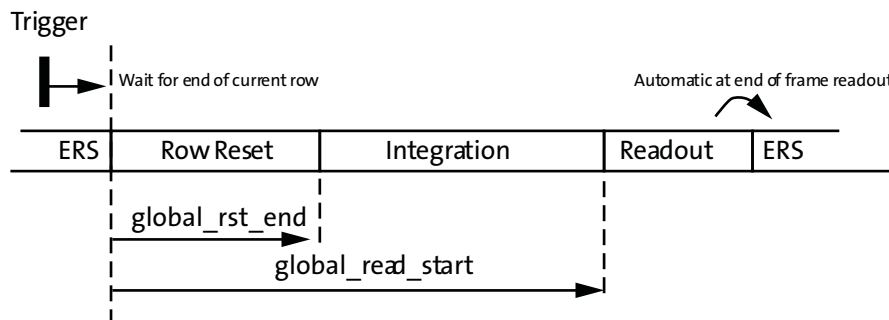 Trigger
Wait for end of current row
Automatic at end of frame readout
ERS Row Reset Integration Readout ERS
global_rst_end
global_read_start